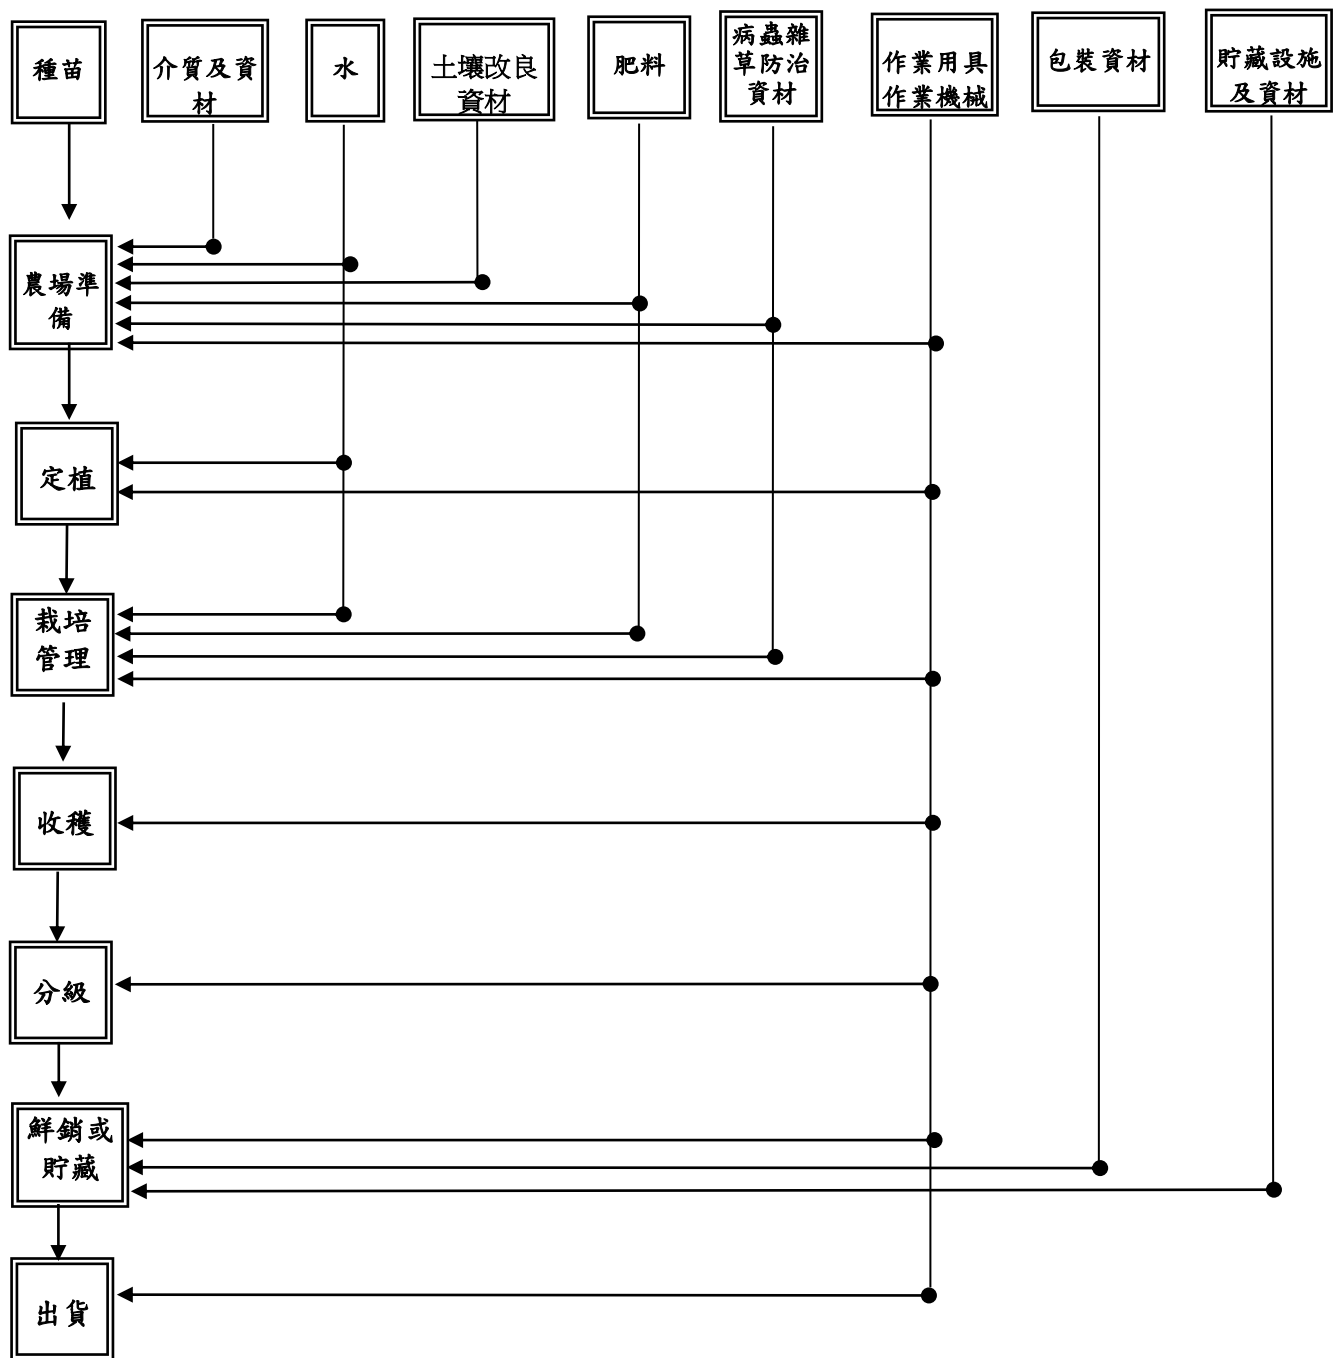 種苗
介質及資
材
水
土壤改良
資材
肥料
病蟲雜
草防治
資材
作業用具
作業機械
包裝資材
貯藏設施
及資材
農場準
備
定植
栽培
管理
收穫
分級
鮮銷或
貯藏
出貨